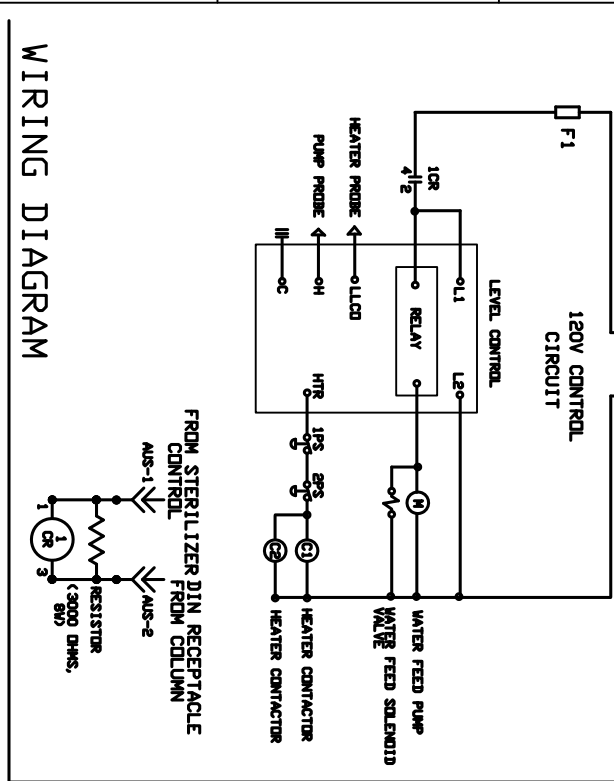 120V CONTROL
CIRCUIT
F1
LEVEL CONTROL
1CR
4 2
L1
L2
RELAY
WATER FEED PUMP
M
WATER FEED SOLENOID
VALVE
HEATER PROBE
LLCO
PUMP PROBE
H
C
HTR
1PS
2PS
C1
HEATER CONTACTOR
C2
HEATER CONTACTOR
FROM STERILIZER
CONTROL
DIN RECEPTACLE
FROM COLUMN
AUS-1
AUS-2
RESISTOR
(3000 OHMS,
8W)
1
1
CR
3
WIRING DIAGRAM